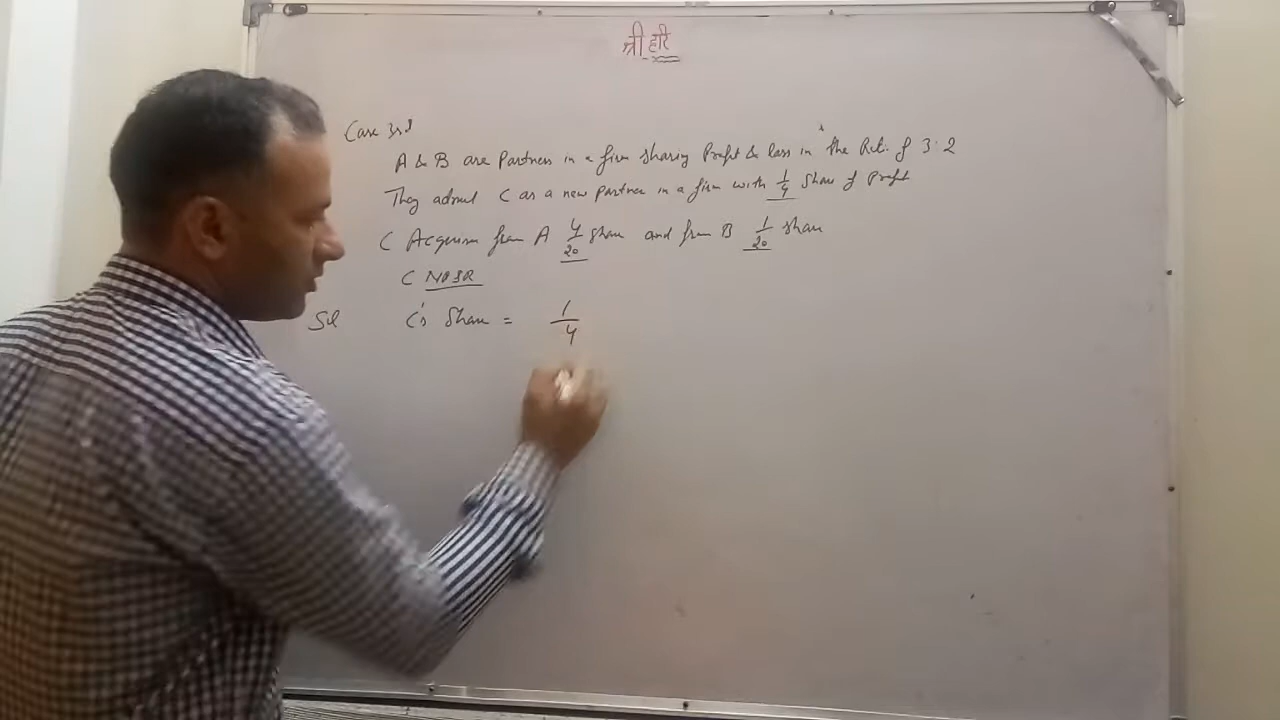 श्री हरि
Case 3rd
A & B are Partners in a firm sharing Profit & loss in the Rat. of 3:2
They admit C as a new partner in a firm with 1/4 share of Profit
C Acquires from A 4/20 share and from B 1/20 share
C NPSR
Sol C's Share = 1/4